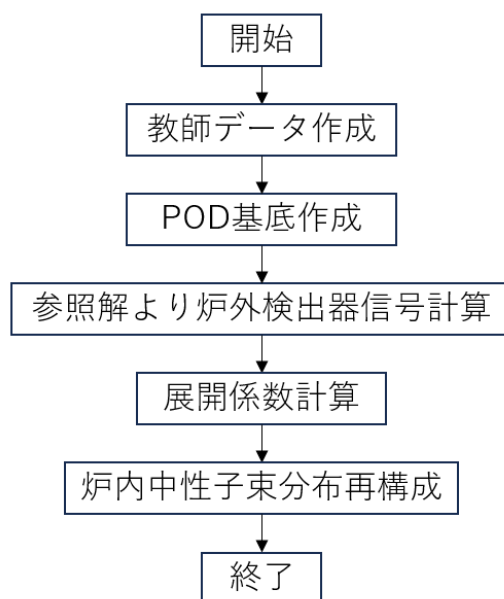 開始
教師データ作成
POD基底作成
参照解より炉外検出器信号計算
展開係数計算
炉内中性子束分布再構成
終了